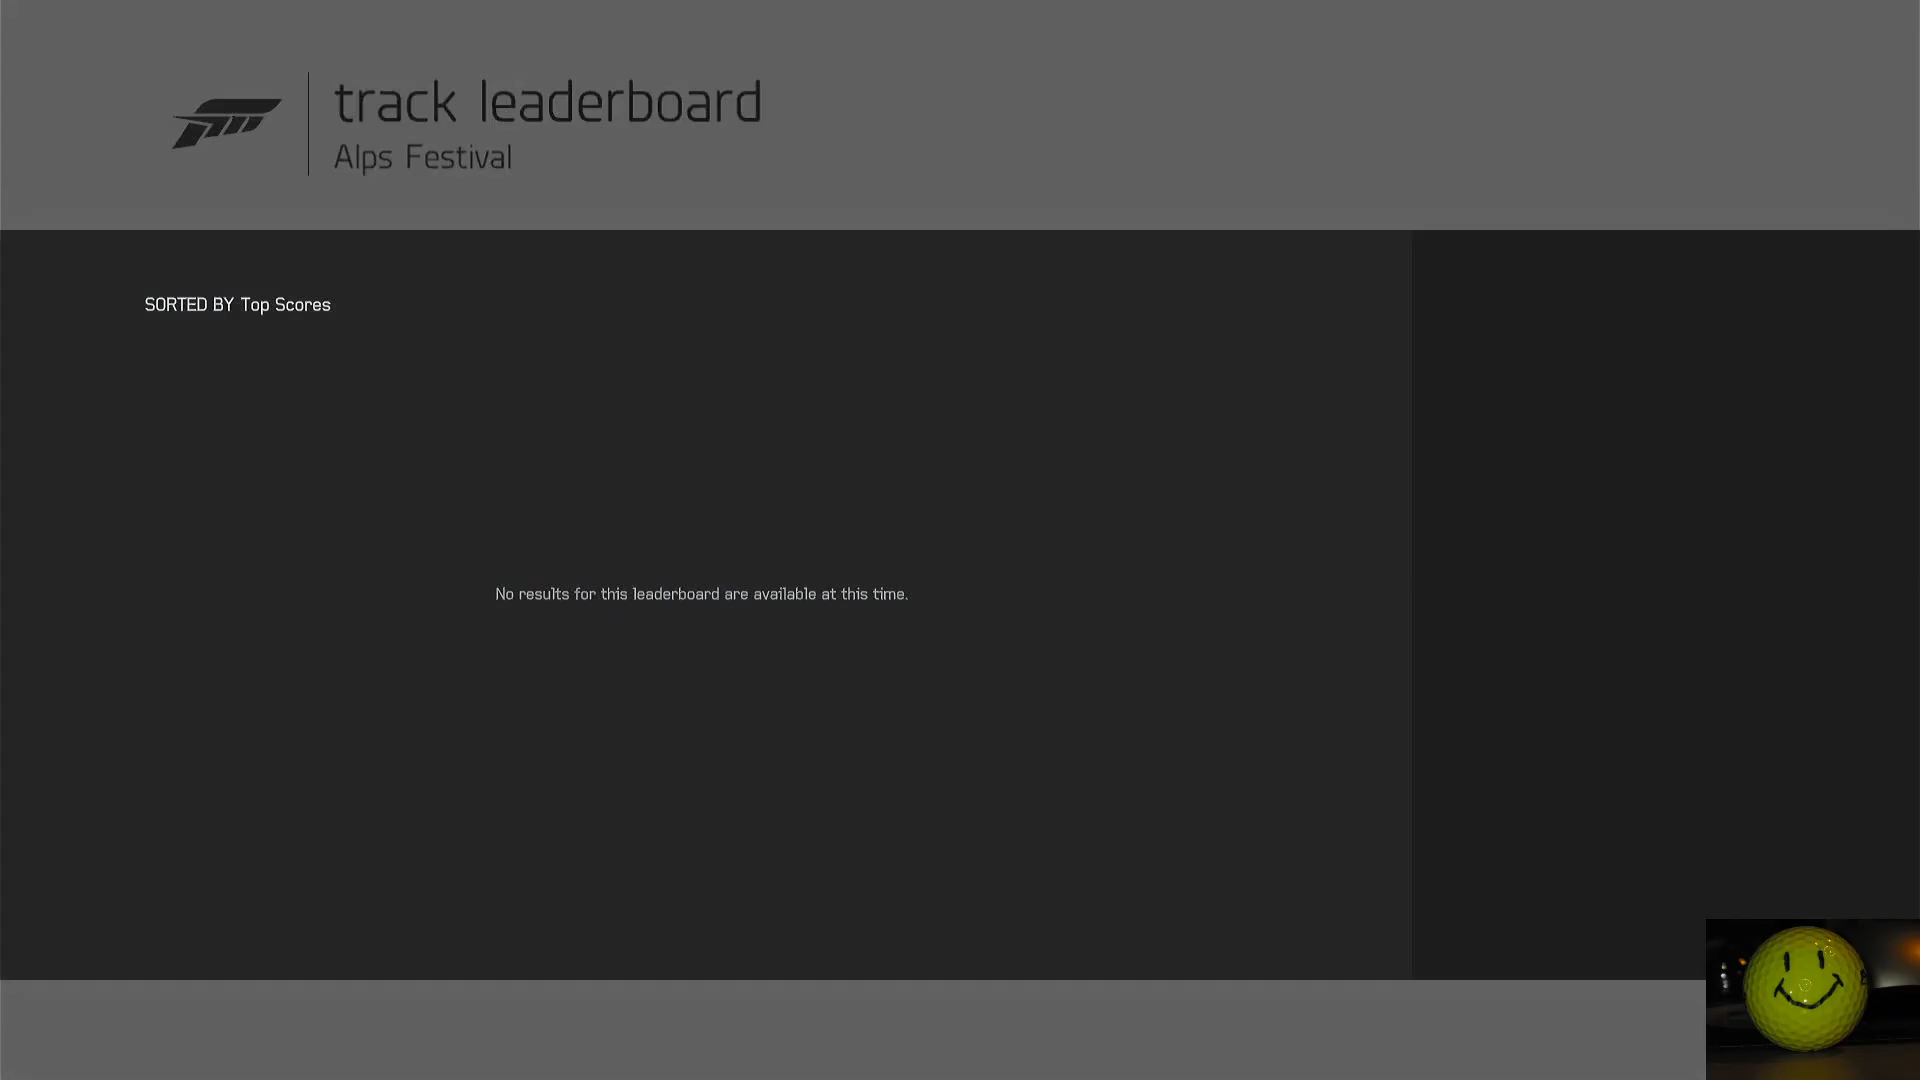 track leaderboard
Alps Festival
SORTED BY Top Scores
No results for this leaderboard are available at this time.